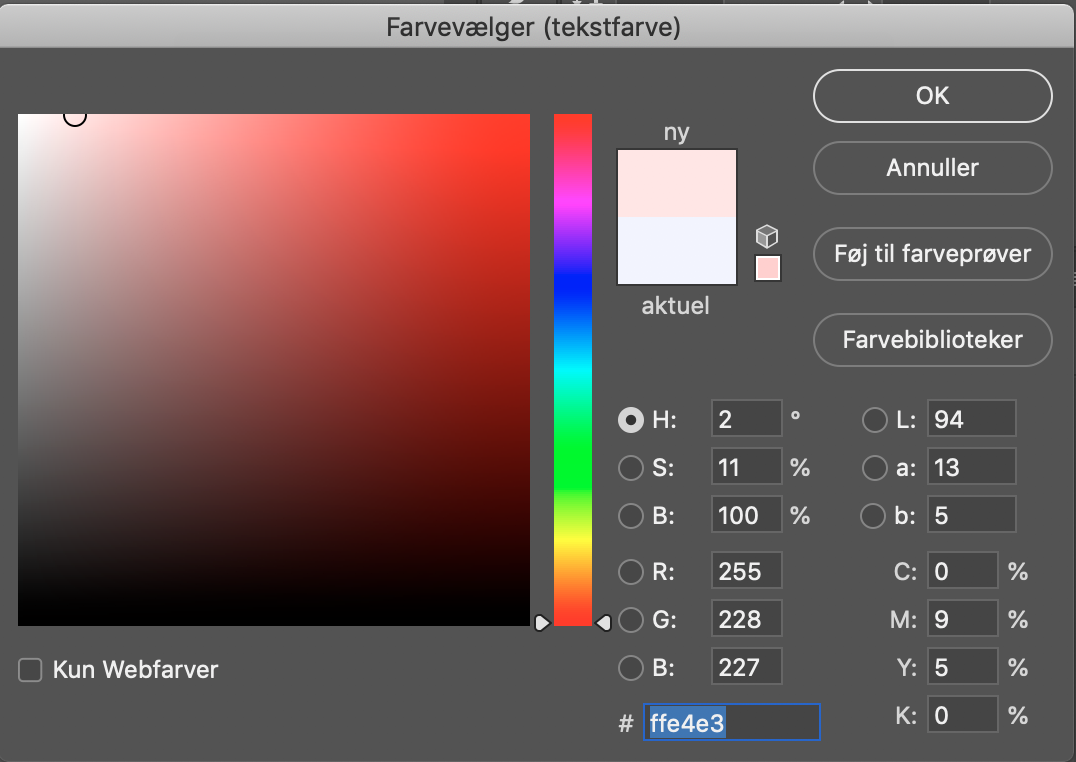 Farvevælger (tekstfarve)
OK
Annuller
Føj til farveprøver
Farvebiblioteker
ny
aktuel
H: 2 °
S: 11 %
B: 100 %
R: 255
G: 228
B: 227
# ffe4e3
L: 94
a: 13
b: 5
C: 0 %
M: 9 %
Y: 5 %
K: 0 %
Kun Webfarver